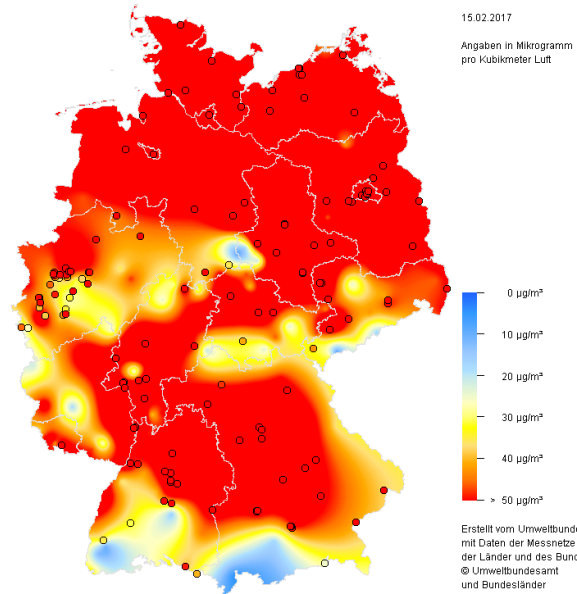 15.02.2017
Angaben in Mikrogramm
pro Kubikmeter Luft
0 µg/m³
10 µg/m³
20 µg/m³
30 µg/m³
40 µg/m³
> 50 µg/m³
Erstellt vom Umweltbunde
mit Daten der Messnetze
der Länder und des Bund
© Umweltbundesamt
und Bundesländer